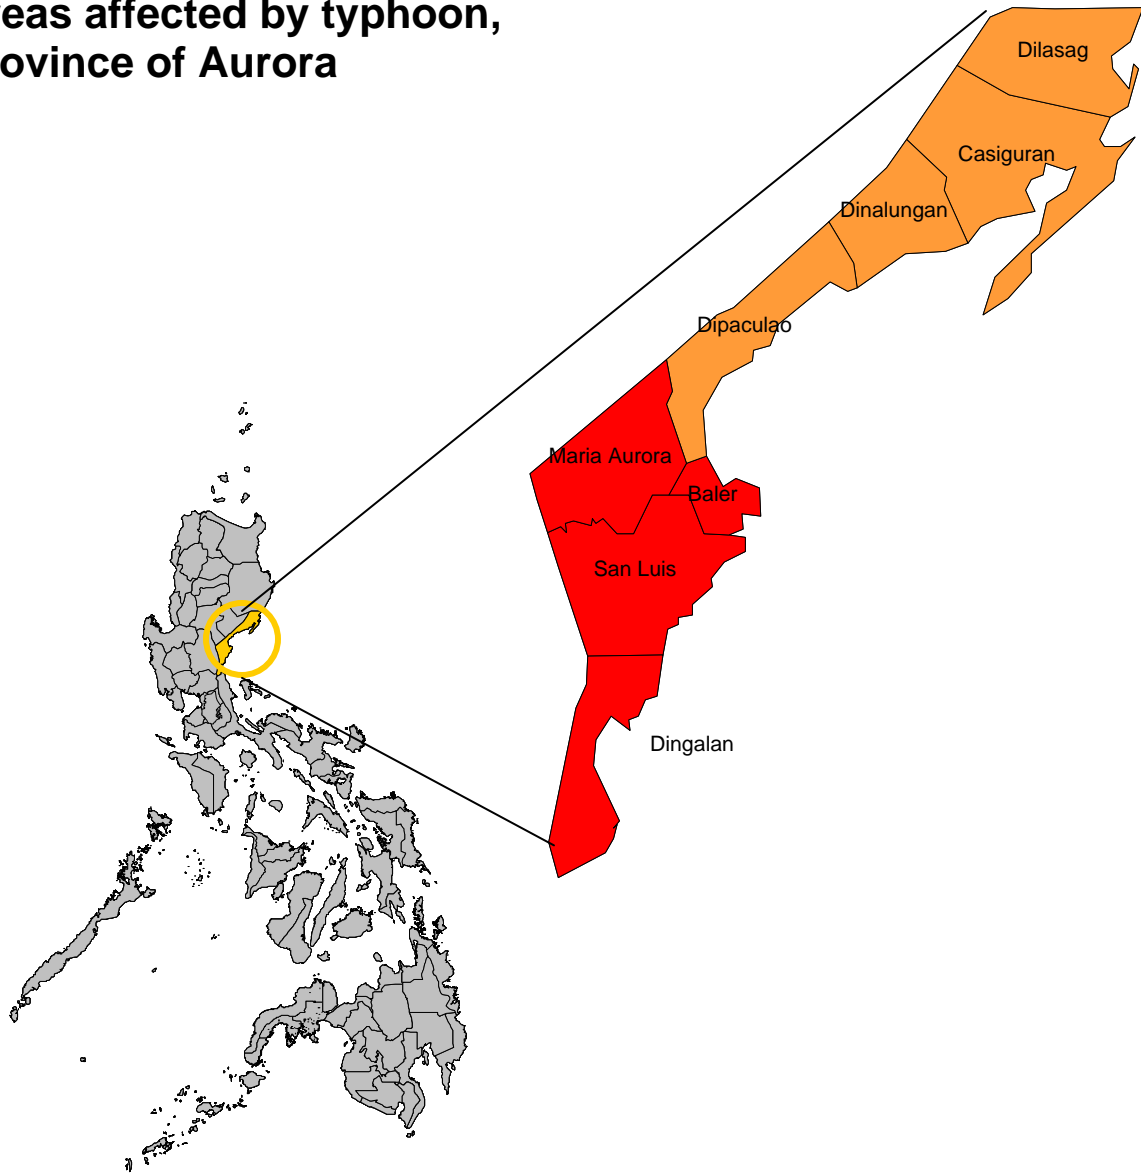 eas affected by typhoon,
ovince of Aurora
Dilasag
Casiguran
Dinalungan
Dipaculao
Maria Aurora
Baler
San Luis
Dingalan